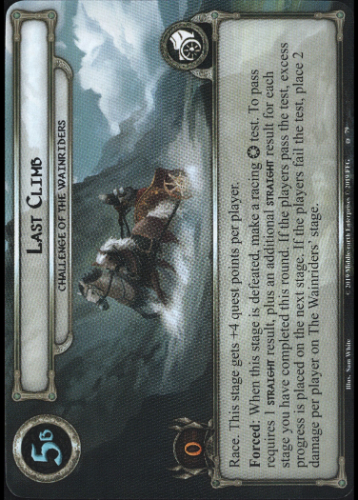 5B
Last Climb
Challenge of the Wainriders
0
Race. This stage gets +4 quest points per player.
Forced: When this stage is defeated, make a racing test. To pass
requires 1 STRAIGHT result, plus an additional STRAIGHT result for each
stage you have completed this round. If the players pass the test, excess
progress is placed on the next stage. If the players fail the test, place 2
damage per player on The Wainriders' stage.
Illus. Sam White © 2019 Middle-earth Enterprises © 2019 FFG 79